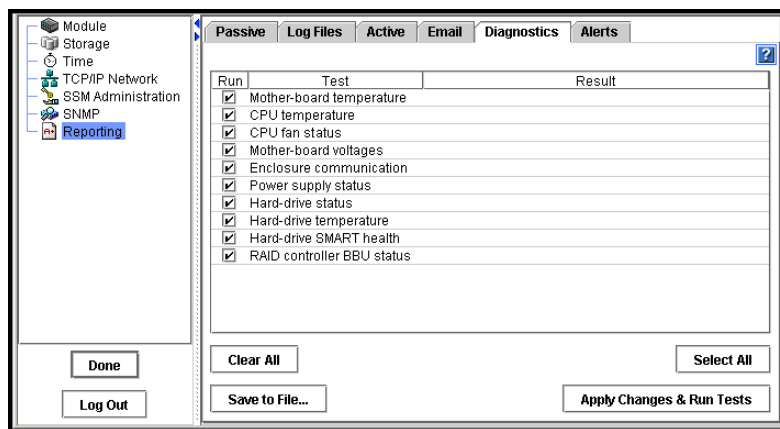 Module
Storage
Time
TCP/IP Network
SSM Administration
SNMP
A+ Reporting
Passive Log Files Active Email Diagnostics Alerts
?
Run Test Result
Mother-board temperature
CPU temperature
CPU fan status
Mother-board voltages
Enclosure communication
Power supply status
Hard-drive status
Hard-drive temperature
Hard-drive SMART health
RAID controller BBU status
Clear All Select All
Done
Save to File... Apply Changes & Run Tests
Log Out